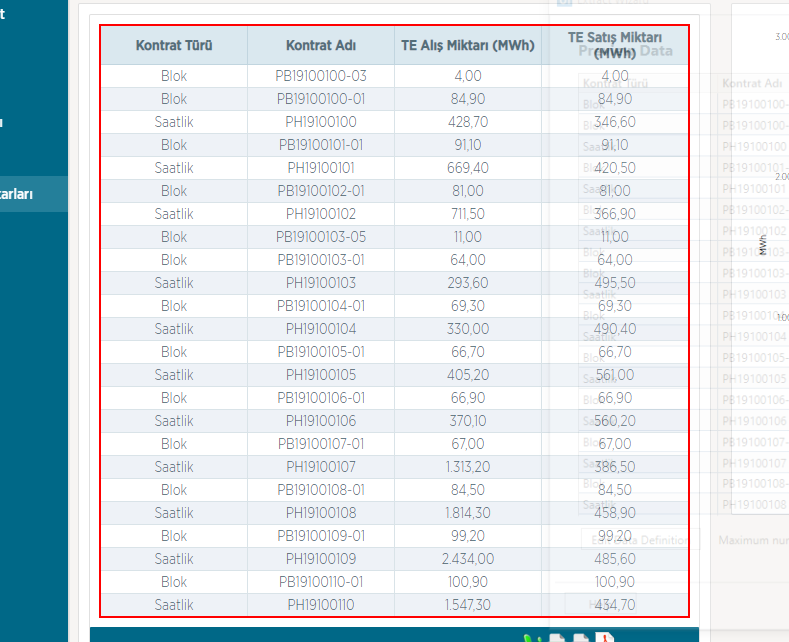 t
arları
Kontrat Türü Kontrat Adı TE Alış Miktarı (MWh) TE Satış Miktarı (MWh)
Blok PB19100100-03 4,00 4,00
Blok PB19100100-01 84,90 84,90
Saatlik PH19100100 428,70 346,60
Blok PB19100101-01 91,10 91,10
Saatlik PH19100101 669,40 420,50
Blok PB19100102-01 81,00 81,00
Saatlik PH19100102 711,50 366,90
Blok PB19100103-05 11,00 11,00
Blok PB19100103-01 64,00 64,00
Saatlik PH19100103 293,60 495,50
Blok PB19100104-01 69,30 69,30
Saatlik PH19100104 330,00 490,40
Blok PB19100105-01 66,70 66,70
Saatlik PH19100105 405,20 561,00
Blok PB19100106-01 66,90 66,90
Saatlik PH19100106 370,10 560,20
Blok PB19100107-01 67,00 67,00
Saatlik PH19100107 1.313,20 386,50
Blok PB19100108-01 84,50 84,50
Saatlik PH19100108 1.814,30 458,90
Blok PB19100109-01 99,20 99,20
Saatlik PH19100109 2.434,00 485,60
Blok PB19100110-01 100,90 100,90
Saatlik PH19100110 1.547,30 434,70
Data
Kontrat Türü Kontrat Adı
PB19100100-
PB19100100-
PH19100100
PB19100101-
PH19100101
PB19100102-
PH19100102
PB19100103-
PB19100103-
PH19100103
PB19100104-
PH19100104
PB19100105-
PH19100105
PB19100106-
PH19100106
PB19100107-
PH19100107
PB19100108-
PH19100108
Maximum
3.00
2.00
MWh